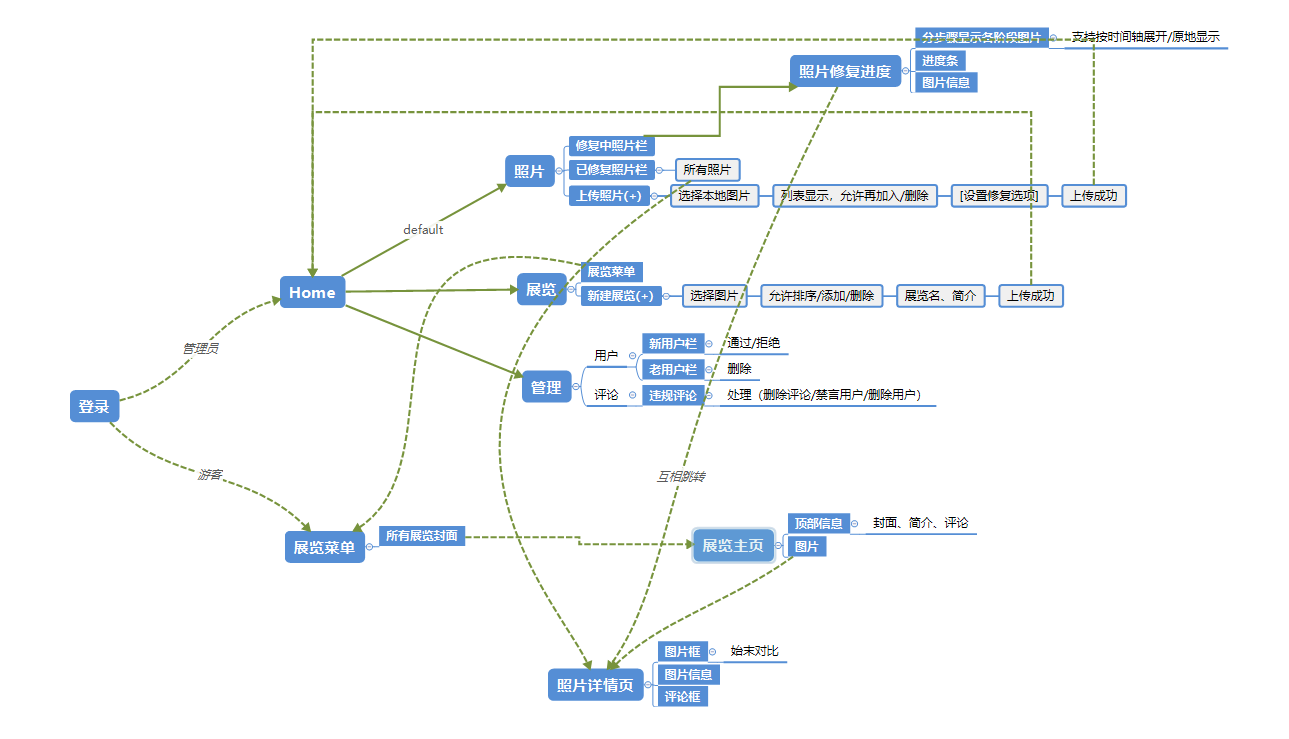 分步骤显示各阶段图片
支持按时间轴展开/原地显示
照片修复进度
进度条
图片信息
照片
修复中照片栏
已修复照片栏
所有照片
上传照片(+)
选择本地图片
列表显示，允许再加入/删除
[设置修复选项]
上传成功
default
Home
展览
展览菜单
新建展览(+)
选择图片
允许排序/添加/删除
展览名、简介
上传成功
管理员
管理
用户
新用户栏
通过/拒绝
老用户栏
删除
评论
违规评论
处理（删除评论/禁言用户/删除用户）
登录
游客
互相跳转
展览菜单
所有展览封面
展览主页
顶部信息
封面、简介、评论
图片
照片详情页
图片框
始末对比
图片信息
评论框